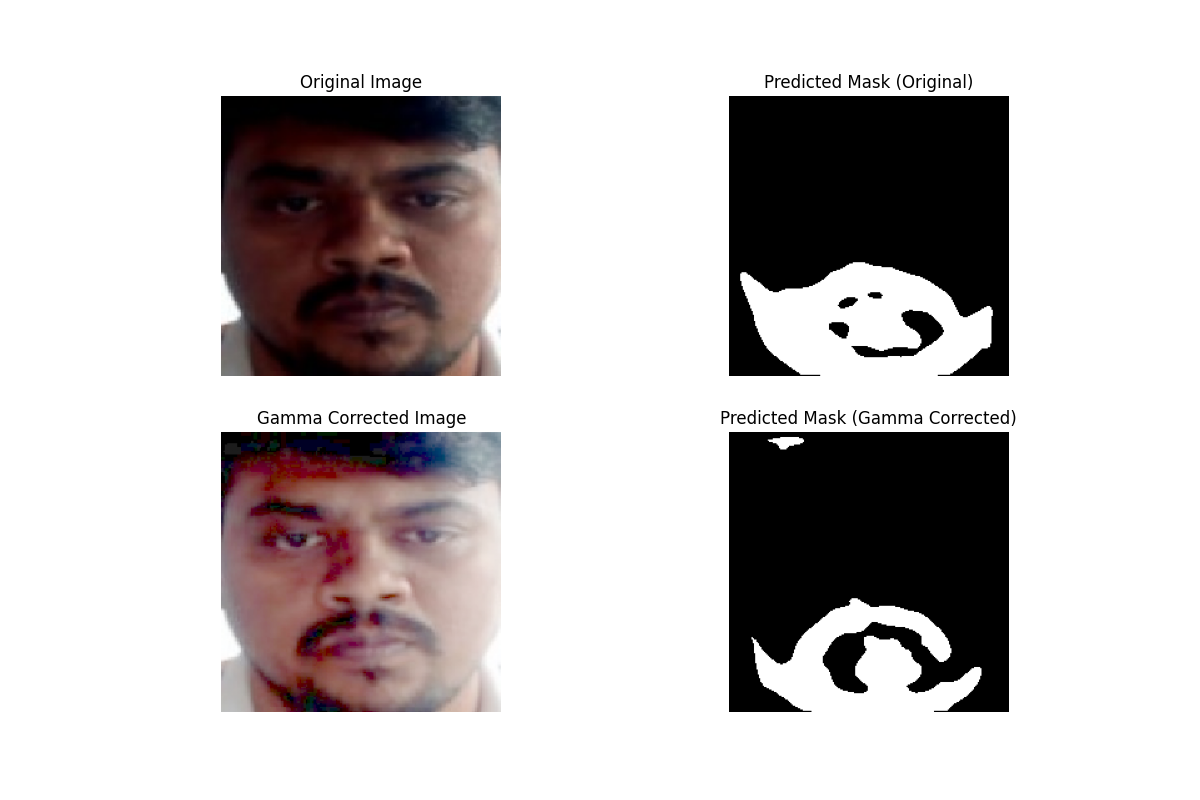 Original Image
Predicted Mask (Original)
Gamma Corrected Image
Predicted Mask (Gamma Corrected)